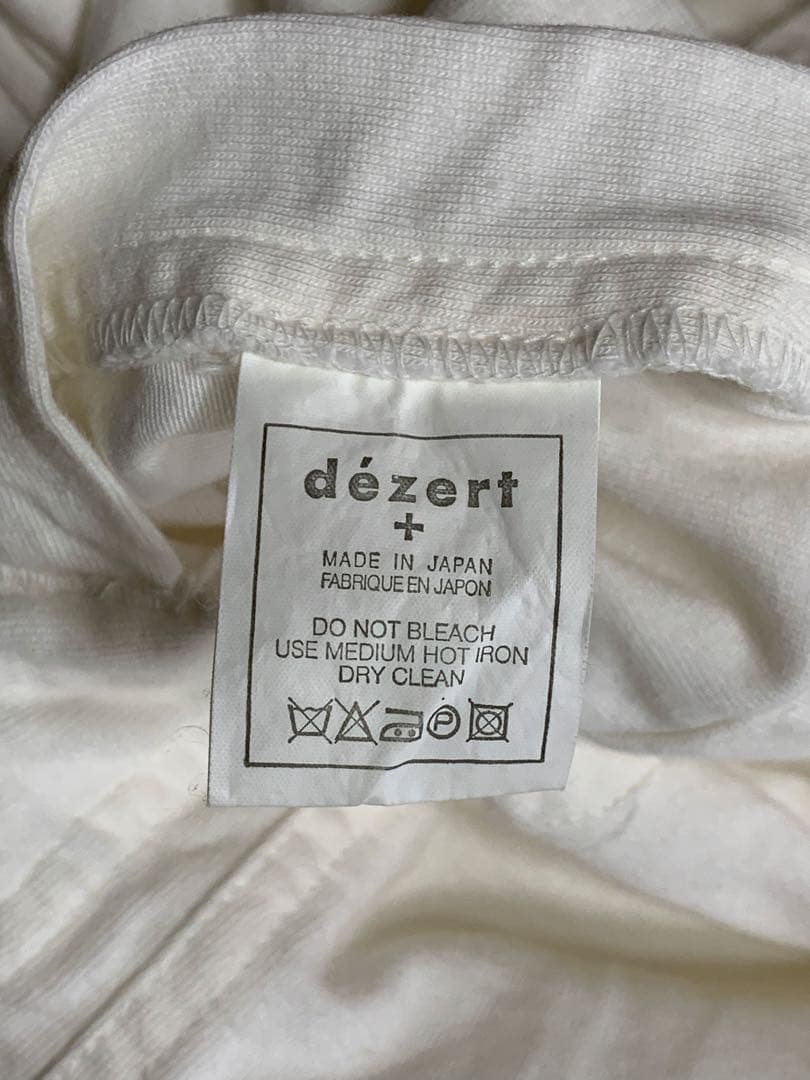 dézert
+
MADE IN JAPAN
FABRIQUE EN JAPON
DO NOT BLEACH
USE MEDIUM HOT IRON
DRY CLEAN
P